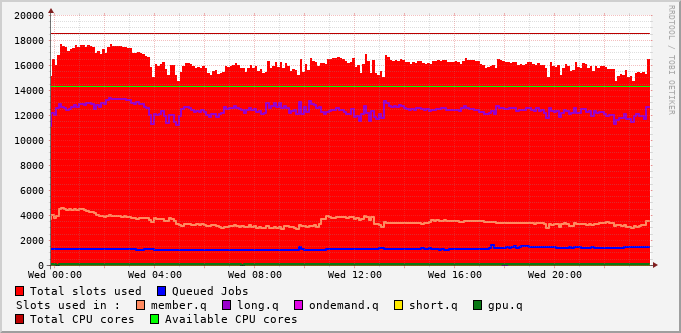 20000
18000
16000
14000
12000
10000
8000
6000
4000
2000
0
Wed 00:00 Wed 04:00 Wed 08:00 Wed 12:00 Wed 16:00 Wed 20:00
Total slots used Queued Jobs
Slots used in : member.q long.q ondemand.q short.q gpu.q
Total CPU cores Available CPU cores
RRDTOOL / TOBI OETIKER